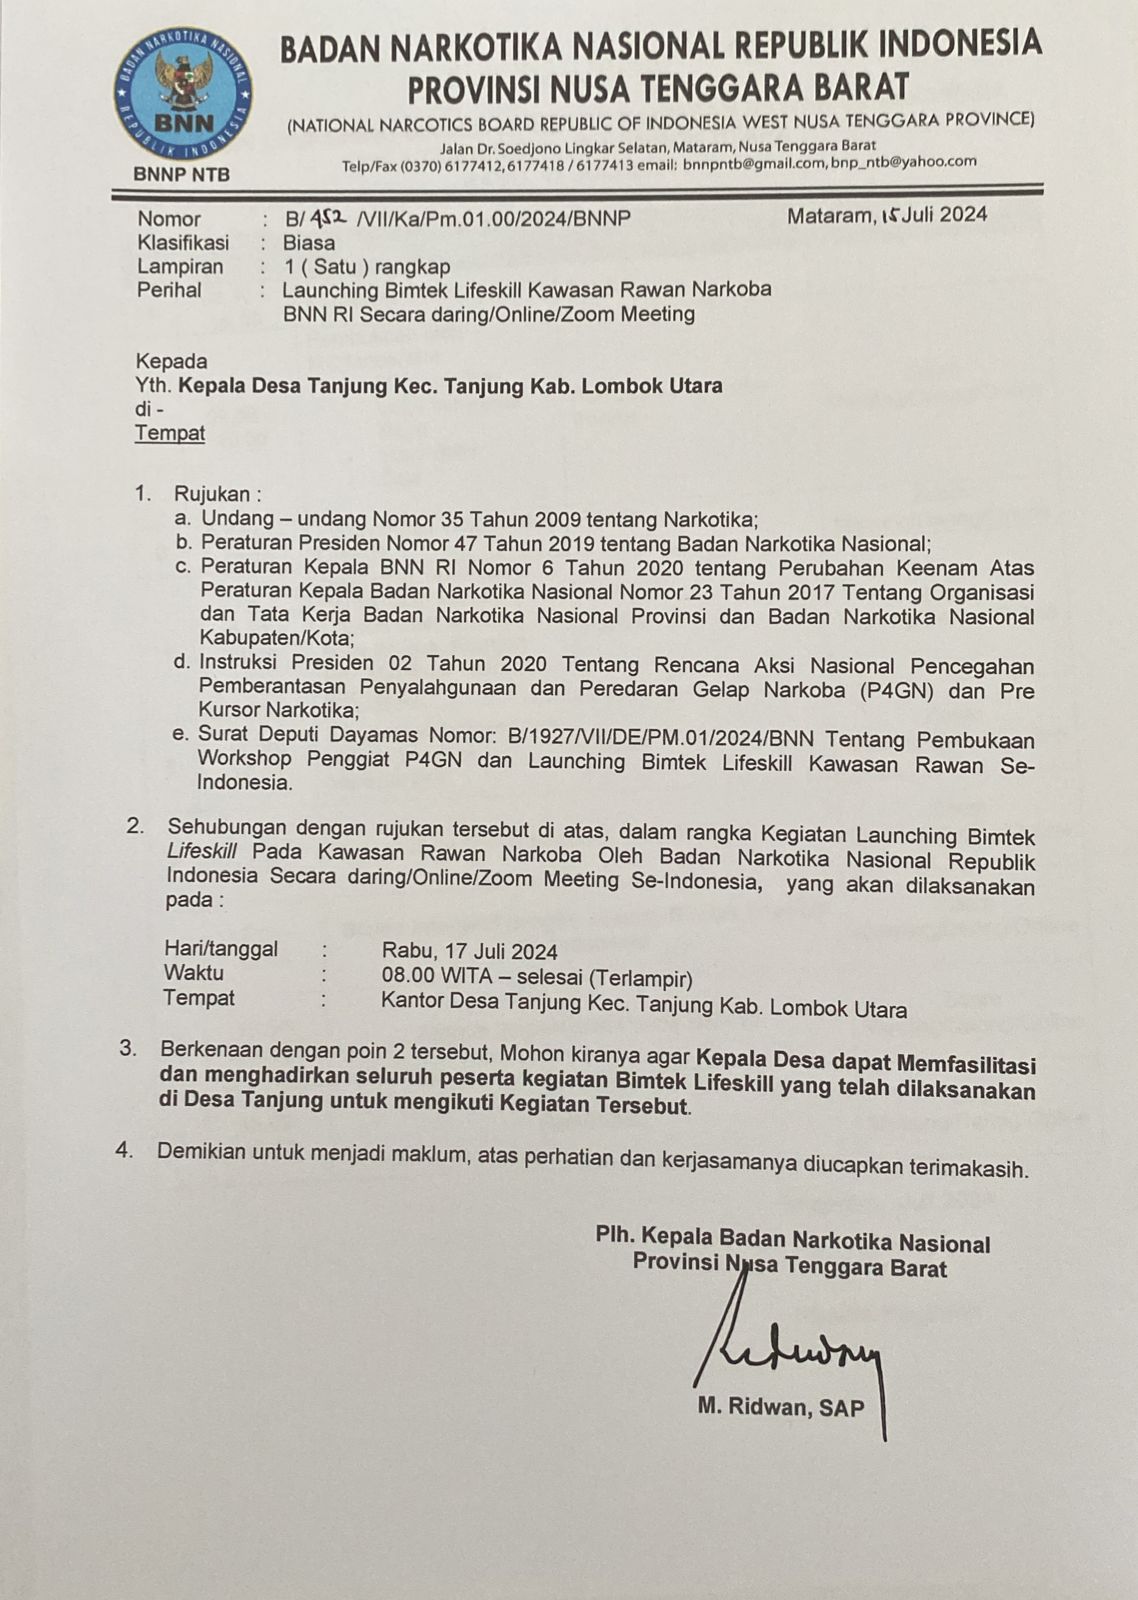 BADAN NARKOTIKA NASIONAL
REPUBLIK INDONESIA
BNN
BNNP NTB
BADAN NARKOTIKA NASIONAL REPUBLIK INDONESIA
PROVINSI NUSA TENGGARA BARAT
(NATIONAL NARCOTICS BOARD REPUBLIC OF INDONESIA WEST NUSA TENGGARA PROVINCE)
Jalan Dr. Soedjono Lingkar Selatan, Mataram, Nusa Tenggara Barat
Telp/Fax (0370) 6177412, 6177418 / 6177413 email: bnnpntb@gmail.com, bnp_ntb@yahoo.com
Nomor : B/ 952 /VII/Ka/Pm.01.00/2024/BNNP Mataram, 15 Juli 2024
Klasifikasi : Biasa
Lampiran : 1 ( Satu ) rangkap
Perihal : Launching Bimtek Lifeskill Kawasan Rawan Narkoba
BNN RI Secara daring/Online/Zoom Meeting
Kepada
Yth. Kepala Desa Tanjung Kec. Tanjung Kab. Lombok Utara
di -
Tempat
1. Rujukan :
a. Undang – undang Nomor 35 Tahun 2009 tentang Narkotika;
b. Peraturan Presiden Nomor 47 Tahun 2019 tentang Badan Narkotika Nasional;
c. Peraturan Kepala BNN RI Nomor 6 Tahun 2020 tentang Perubahan Keenam Atas
Peraturan Kepala Badan Narkotika Nasional Nomor 23 Tahun 2017 Tentang Organisasi
dan Tata Kerja Badan Narkotika Nasional Provinsi dan Badan Narkotika Nasional
Kabupaten/Kota;
d. Instruksi Presiden 02 Tahun 2020 Tentang Rencana Aksi Nasional Pencegahan
Pemberantasan Penyalahgunaan dan Peredaran Gelap Narkoba (P4GN) dan Pre
Kursor Narkotika;
e. Surat Deputi Dayamas Nomor: B/1927/VII/DE/PM.01/2024/BNN Tentang Pembukaan
Workshop Penggiat P4GN dan Launching Bimtek Lifeskill Kawasan Rawan Se-
Indonesia.
2. Sehubungan dengan rujukan tersebut di atas, dalam rangka Kegiatan Launching Bimtek
Lifeskill Pada Kawasan Rawan Narkoba Oleh Badan Narkotika Nasional Republik
Indonesia Secara daring/Online/Zoom Meeting Se-Indonesia, yang akan dilaksanakan
pada :
Hari/tanggal : Rabu, 17 Juli 2024
Waktu : 08.00 WITA – selesai (Terlampir)
Tempat : Kantor Desa Tanjung Kec. Tanjung Kab. Lombok Utara
3. Berkenaan dengan poin 2 tersebut, Mohon kiranya agar Kepala Desa dapat Memfasilitasi
dan menghadirkan seluruh peserta kegiatan Bimtek Lifeskill yang telah dilaksanakan
di Desa Tanjung untuk mengikuti Kegiatan Tersebut.
4. Demikian untuk menjadi maklum, atas perhatian dan kerjasamanya diucapkan terimakasih.
Plh. Kepala Badan Narkotika Nasional
Provinsi Nusa Tenggara Barat
M. Ridwan, SAP